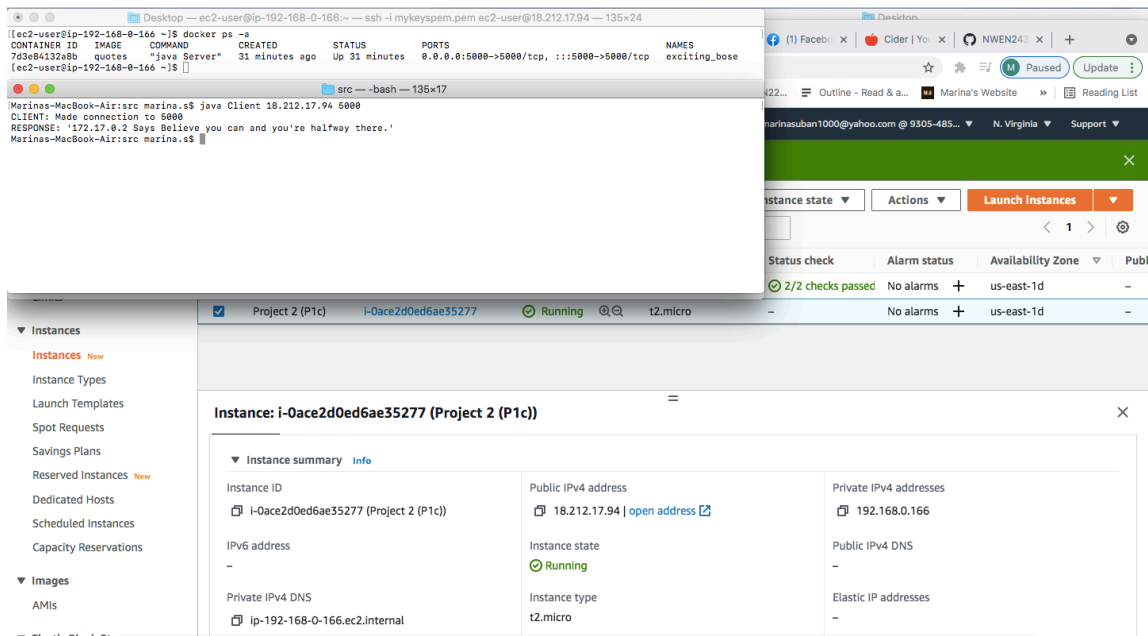 Desktop — ec2-user@ip-192-168-0-166:~ — ssh -i mykeyspem.pem ec2-user@18.212.17.94 — 135×24
[[ec2-user@ip-192-168-0-166 ~]$ docker ps -a
CONTAINER ID IMAGE COMMAND CREATED STATUS PORTS NAMES
7d3e84132a8b quotes "java Server" 31 minutes ago Up 31 minutes 0.0.0.0:5000->5000/tcp, :::5000->5000/tcp exciting_bose
[ec2-user@ip-192-168-0-166 ~]$
src — -bash — 135×17
[Marinas-MacBook-Air:src marina.s$ java Client 18.212.17.94 5000
CLIENT: Made connection to 5000
RESPONSE: '172.17.0.2 Says Believe you can and you're halfway there.'
Marinas-MacBook-Air:src marina.s$
Desktop
(1) Facebo Cider | You NWEN243
M Paused Update
N22... Outline - Read & a... Marina's Website » Reading List
marinasuban1000@yahoo.com @ 9305-485... N. Virginia Support
nstance state Actions Launch instances
1
Status check Alarm status Availability Zone Publ
2/2 checks passed No alarms + us-east-1d –
Project 2 (P1c) i-0ace2d0ed6ae35277 Running t2.micro – No alarms + us-east-1d –
Instances
Instances New
Instance Types
Launch Templates
Spot Requests
Savings Plans
Reserved Instances New
Dedicated Hosts
Scheduled Instances
Capacity Reservations
Images
AMIs
Instance: i-0ace2d0ed6ae35277 (Project 2 (P1c))
Instance summary Info
Instance ID Public IPv4 address Private IPv4 addresses
i-0ace2d0ed6ae35277 (Project 2 (P1c)) 18.212.17.94 | open address 192.168.0.166
IPv6 address Instance state Public IPv4 DNS
– Running –
Private IPv4 DNS Instance type Elastic IP addresses
ip-192-168-0-166.ec2.internal t2.micro –